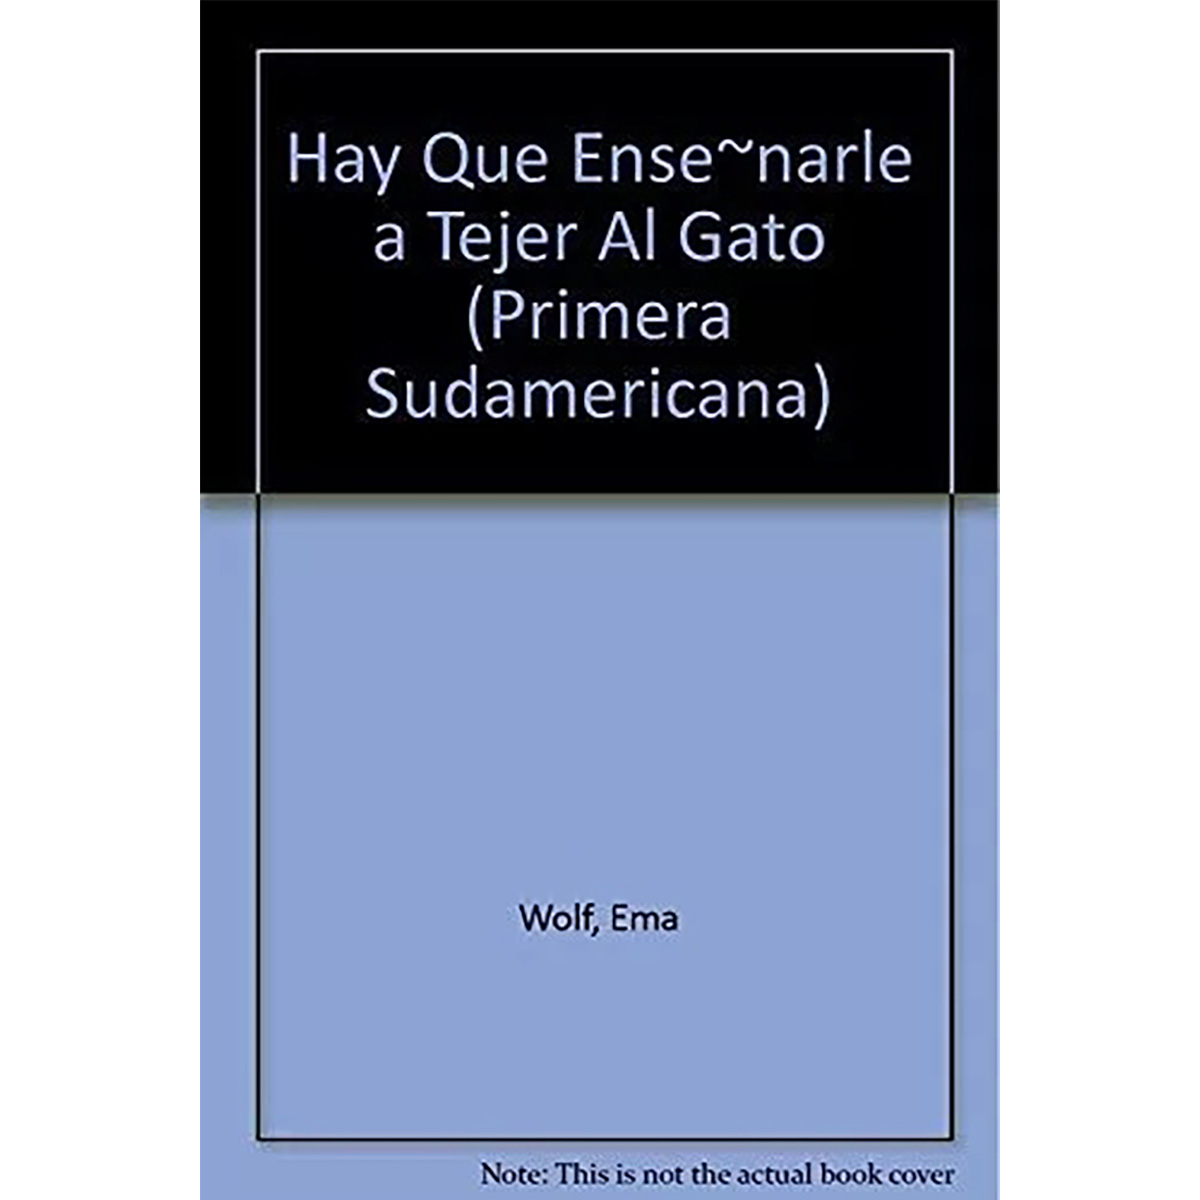 Hay Que Ense~narle
a Tejer Al Gato
(Primera
Sudamericana)
Wolf, Ema
Note: This is not the actual book cover